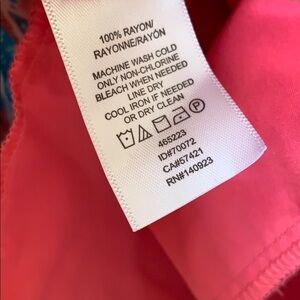 100% RAYON/
RAYONNE/RAYÓN
MACHINE WASH COLD
ONLY NON-CHLORINE
BLEACH WHEN NEEDED
LINE DRY
COOL IRON IF NEEDED
OR DRY CLEAN
P
465223
ID#70072
CA#57421
RN#140923